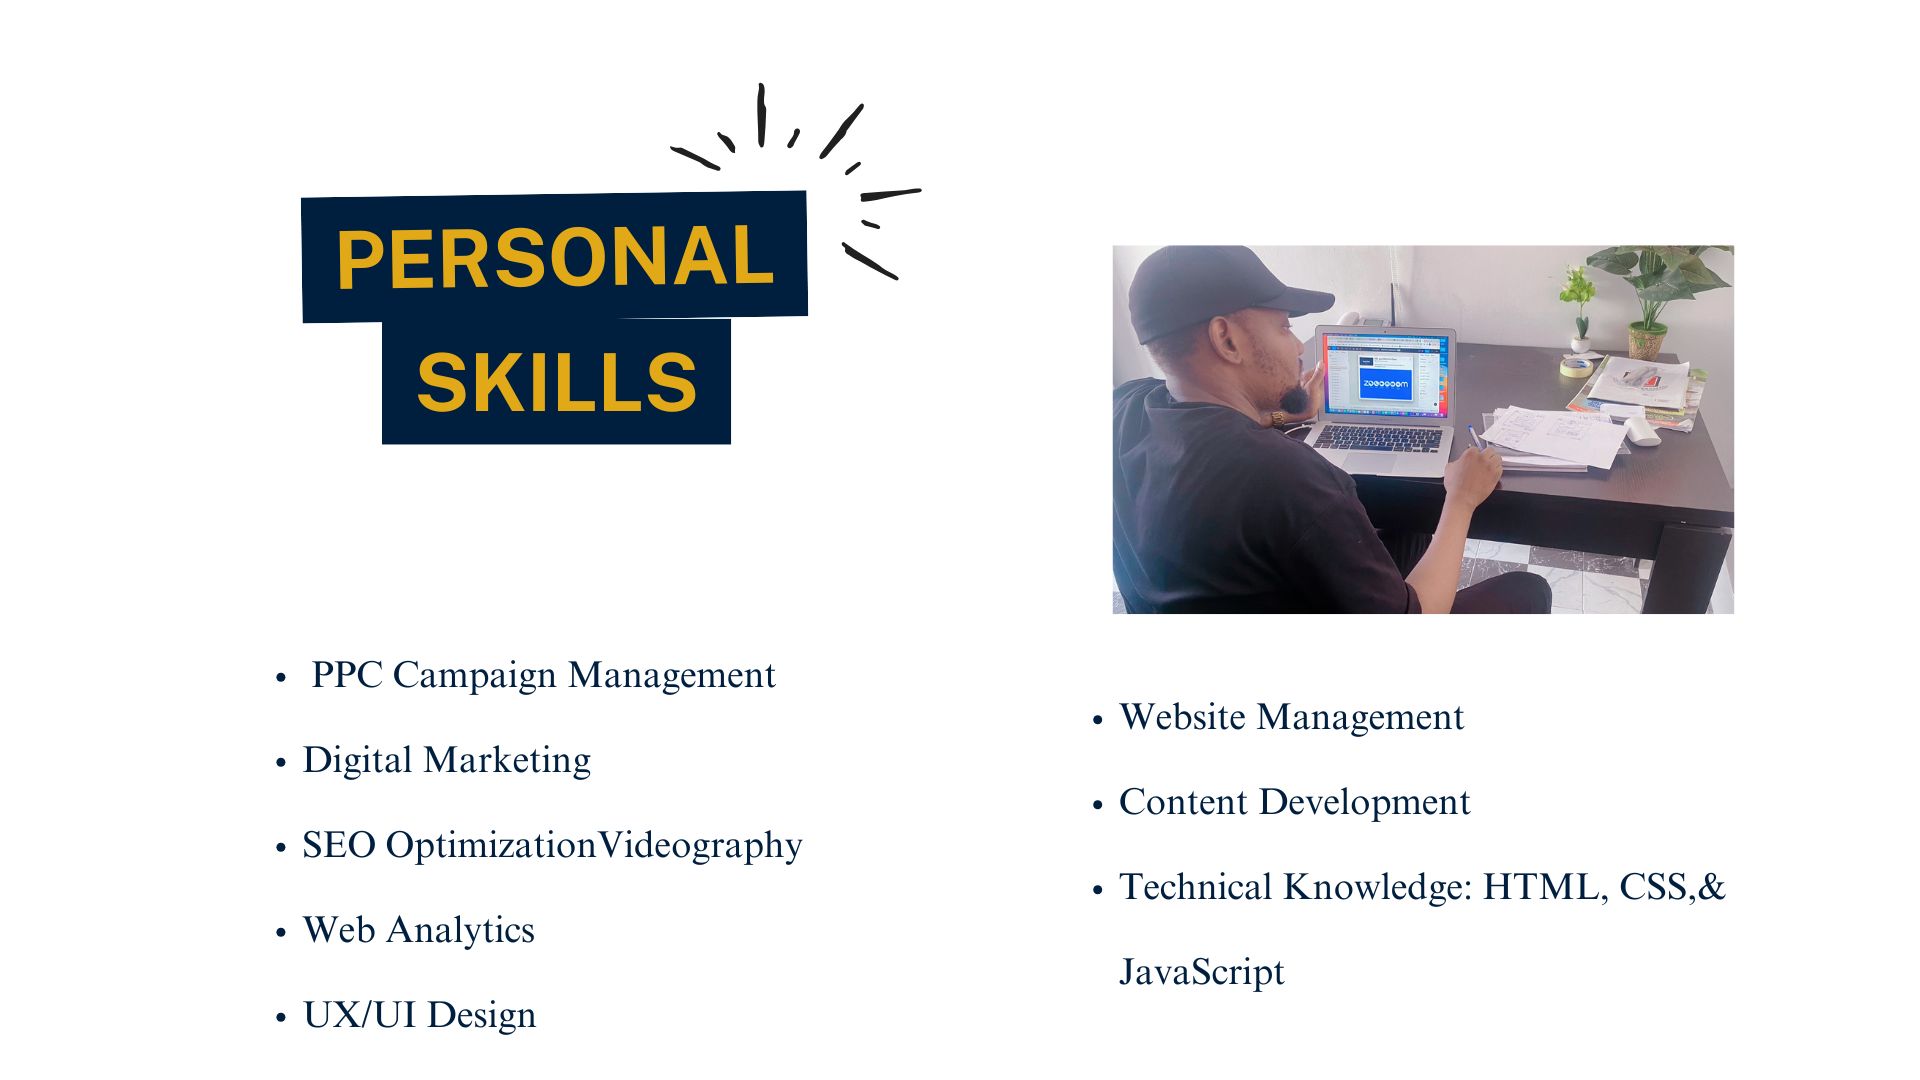 PERSONAL
SKILLS
• PPC Campaign Management
• Digital Marketing
• SEO OptimizationVideography
• Web Analytics
• UX/UI Design
• Website Management
• Content Development
• Technical Knowledge: HTML, CSS,&
JavaScript